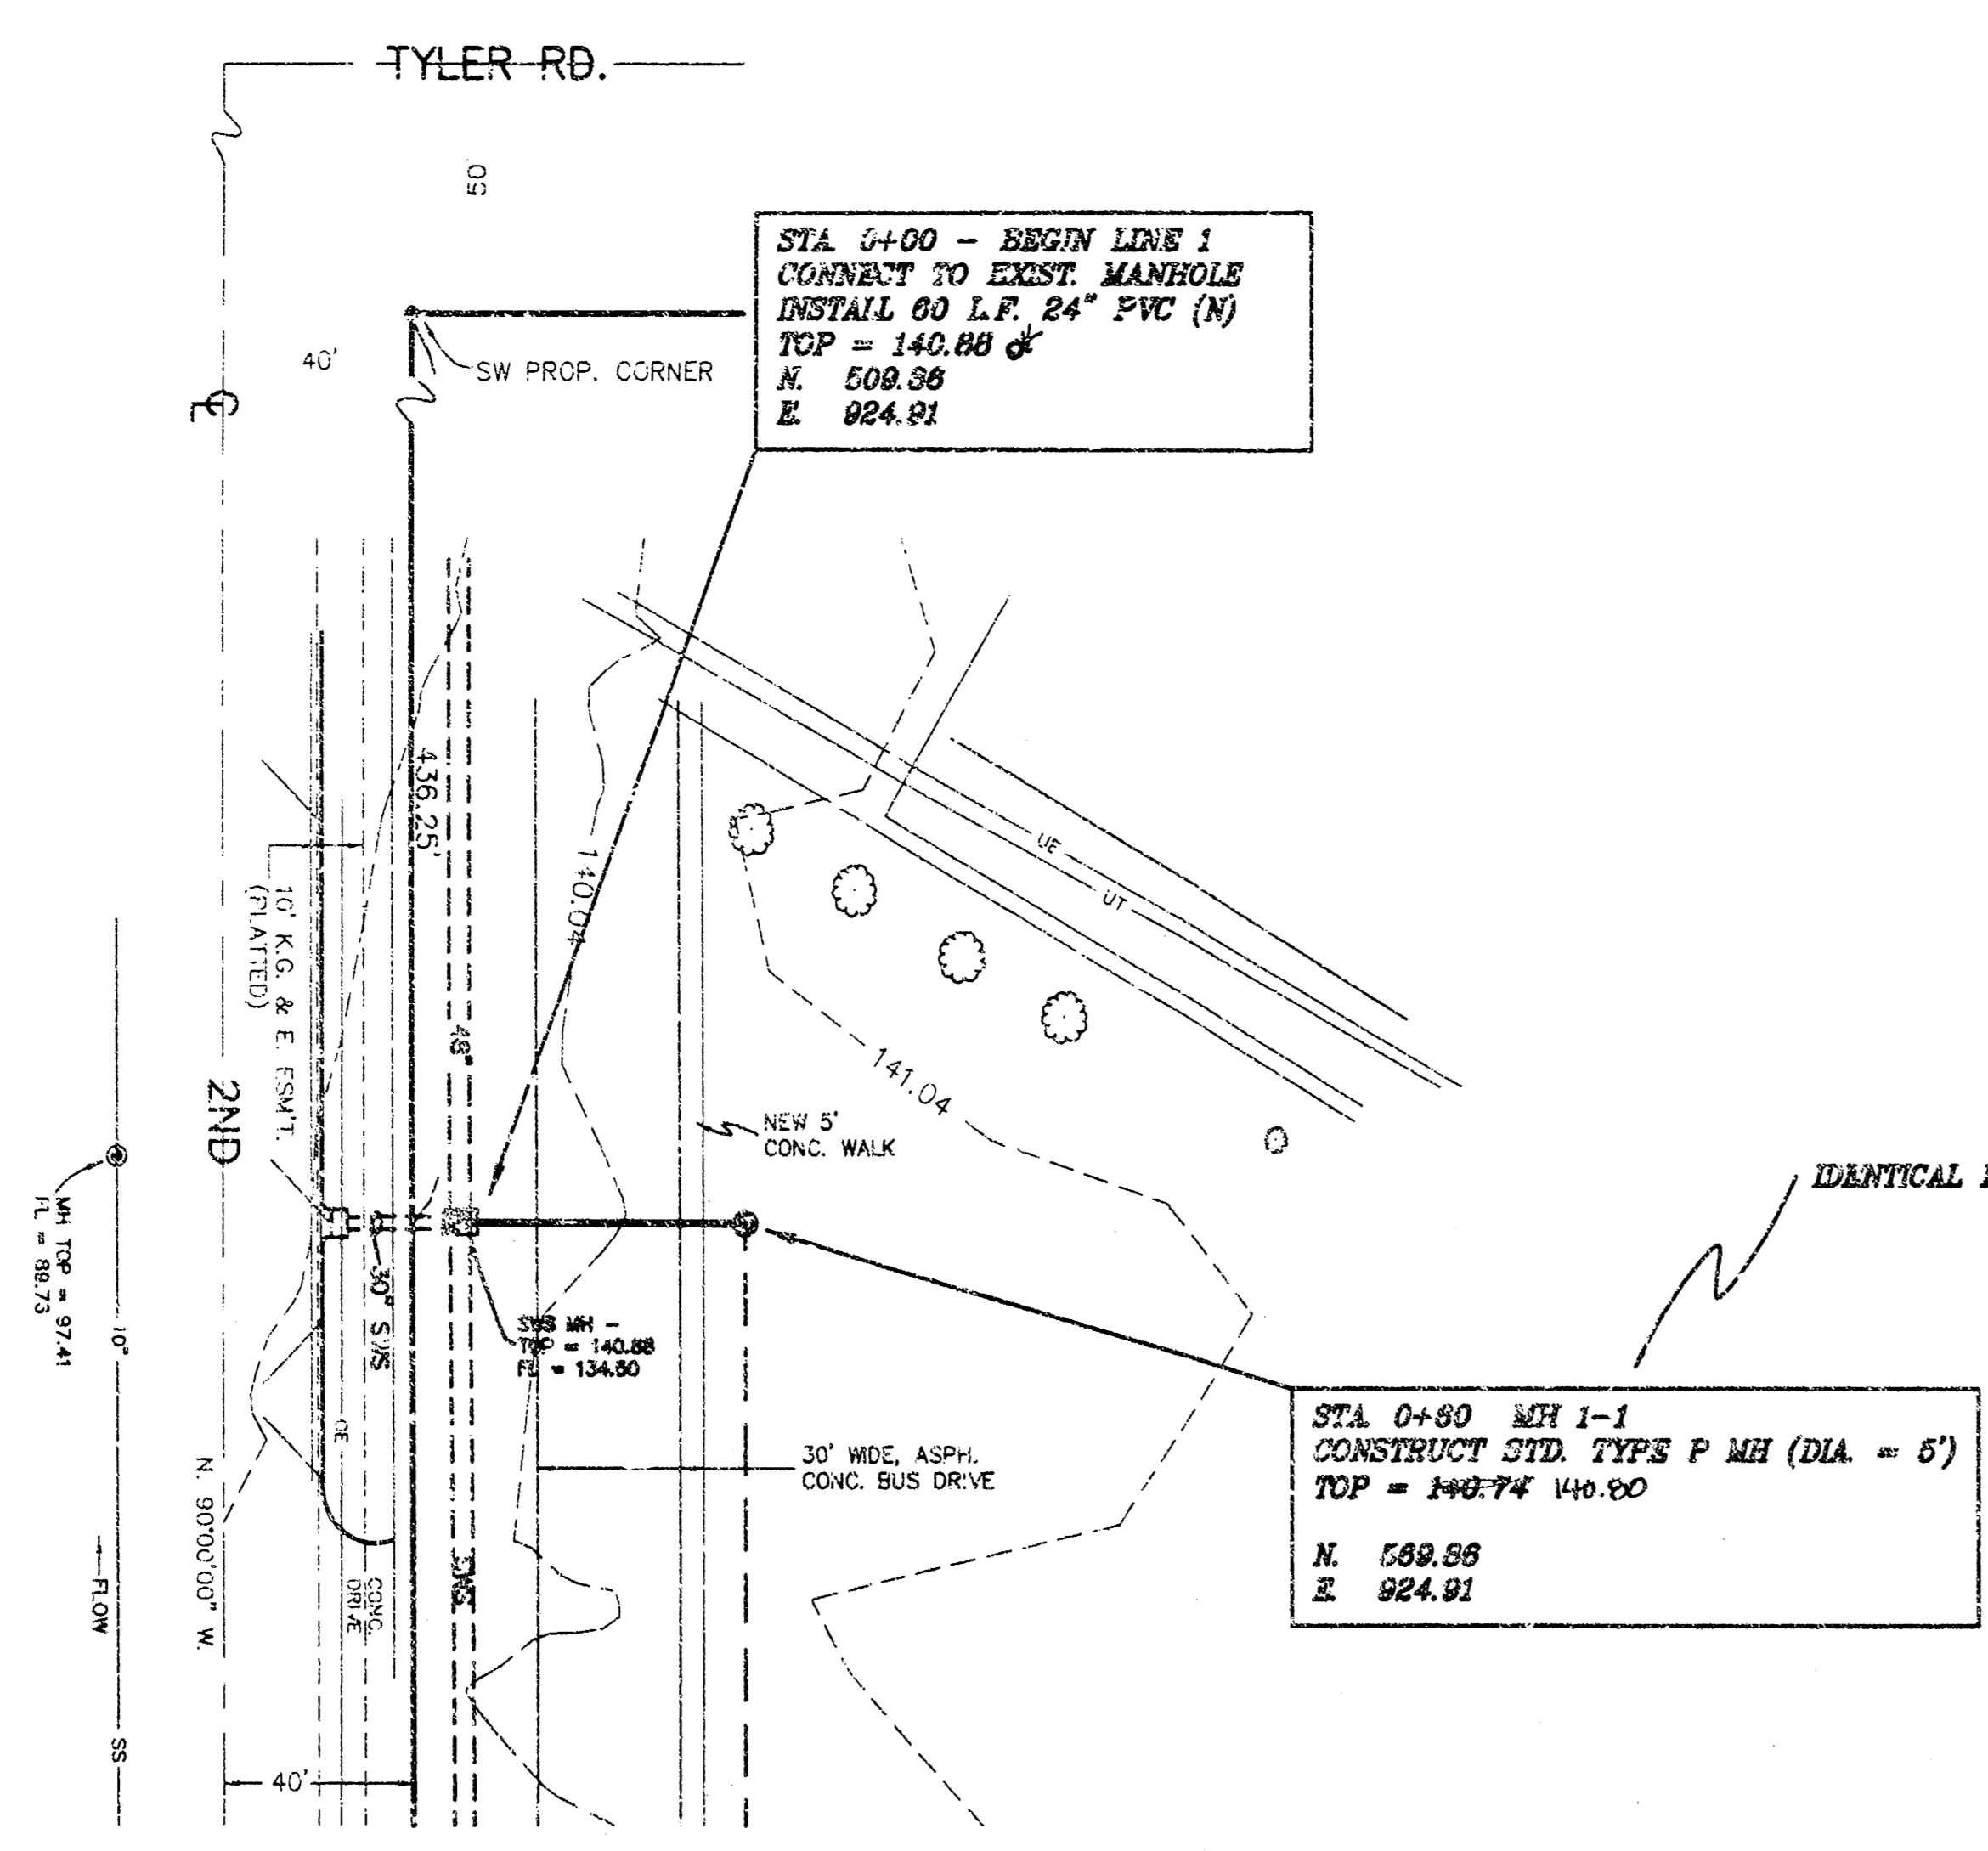 TYLER RD.
50
STA 0+00 - BEGIN LINE 1
CONNECT TO EXIST. MANHOLE
INSTALL 60 L.F. 24" PVC (N)
TOP = 140.88 ok
N. 509.86
E. 924.91
40'
SW PROP. CORNER
℄
436.25'
140.04
UE
UT
10' K.G. & E. ESM'T.
(PLATTED)
48"
141.04
2ND
NEW 5'
CONC. WALK
IDENTICAL
MH TOP = 97.41
FL = 89.73
10"
30" SWS
SWS MH -
TOP = 140.88
FL = 134.50
STA 0+60 MH 1-1
CONSTRUCT STD. TYPE P MH (DIA. = 5')
TOP = 140.74 140.80
N. 569.86
E. 924.91
OE
30' WIDE, ASPH.
CONC. BUS DRIVE
N. 90°00'00" W.
FLOW
CONC.
DRIVE
SWS
SS
40'